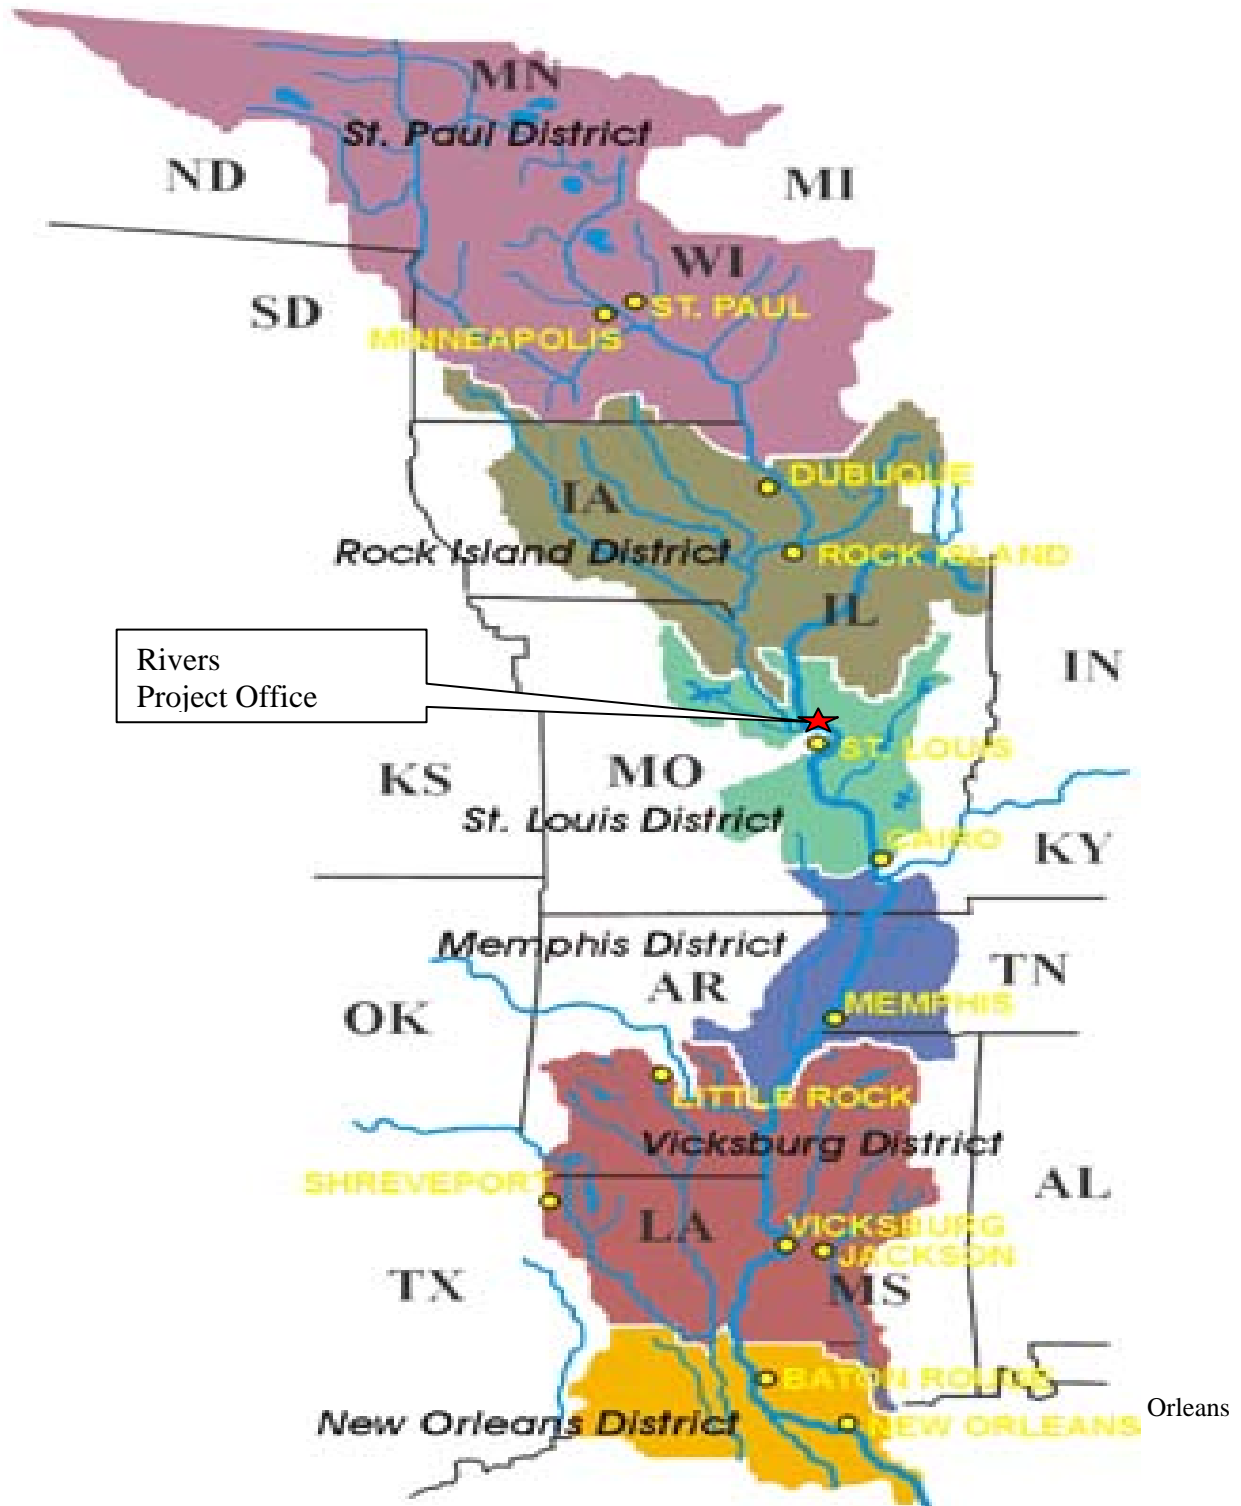 MN
St. Paul District
ND
MI
WI
SD
ST. PAUL
MINNEAPOLIS
DUBUQUE
IA
Rock Island District
ROCK ISLAND
IL
Rivers
Project Office
IN
ST. LOUIS
KS
MO
St. Louis District
CAIRO
KY
Memphis District
AR
TN
OK
MEMPHIS
LITTLE ROCK
Vicksburg District
SHREVEPORT
AL
LA
VICKSBURG
JACKSON
TX
MS
BATON ROUGE
Orleans
New Orleans District
NEW ORLEANS